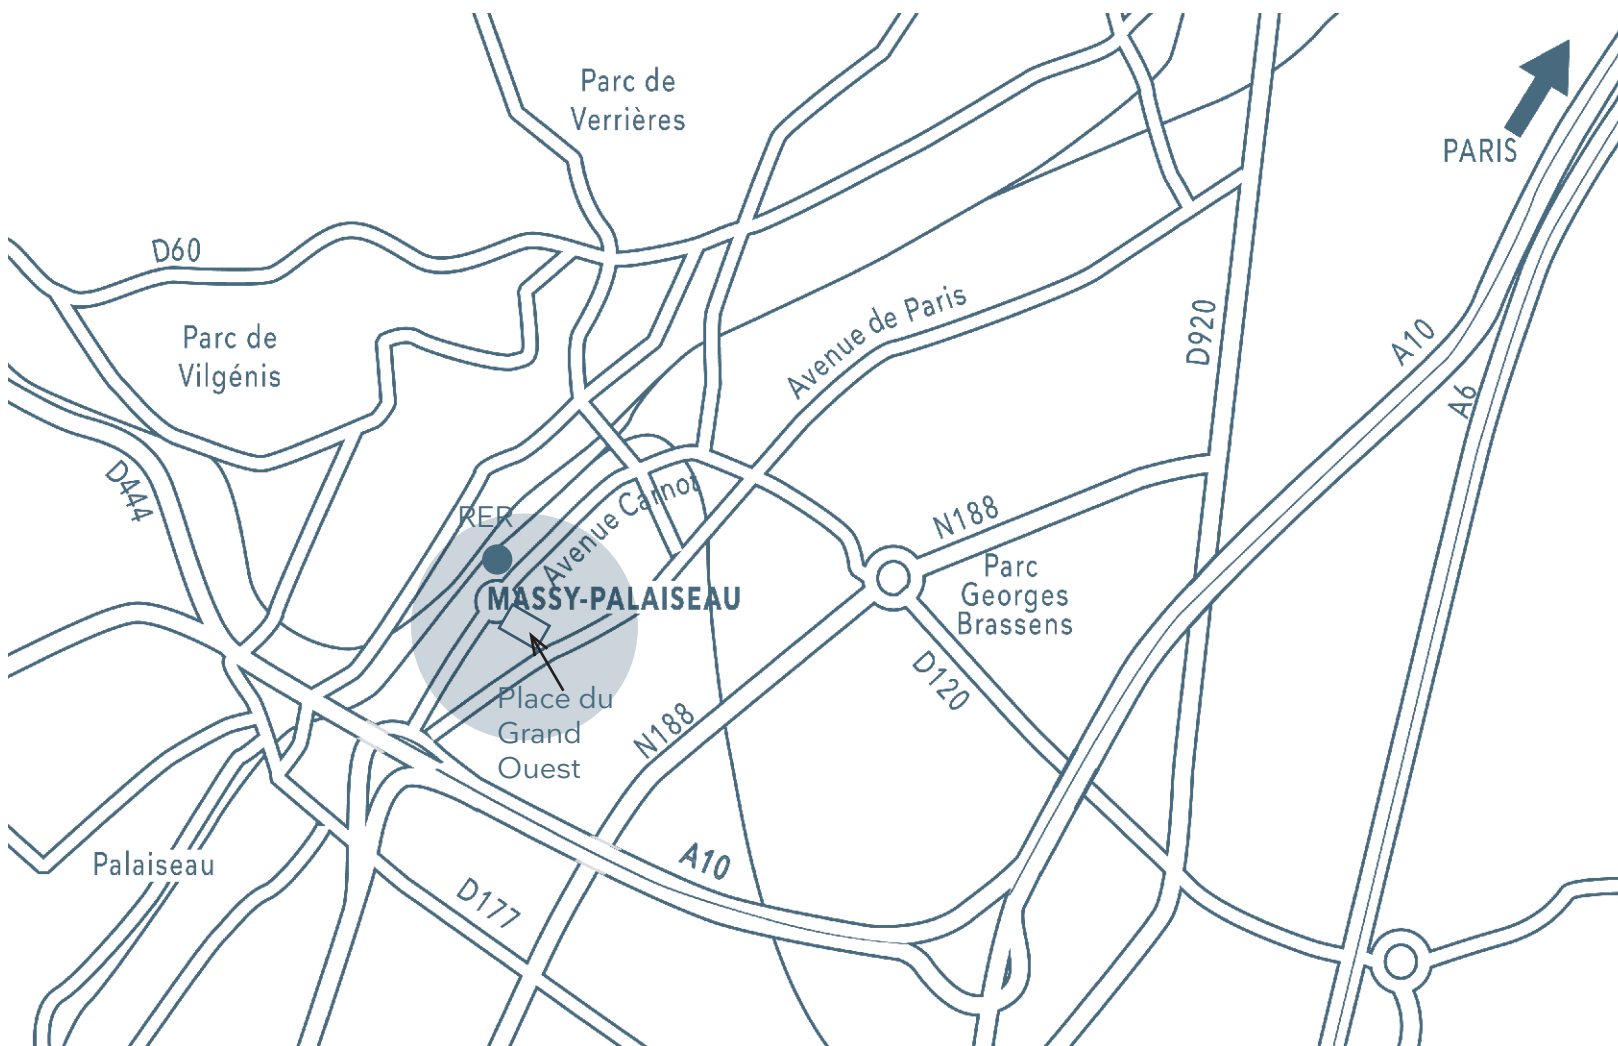 Parc de
Verrières
PARIS
D60
Parc de
Vilgénis
Avenue de Paris
D920
A10
A6
D444
Avenue Carnot
RER
N188
MASSY-PALAISEAU
Parc
Georges
Brassens
D120
Place du
Grand
Ouest
N188
A10
Palaiseau
D177